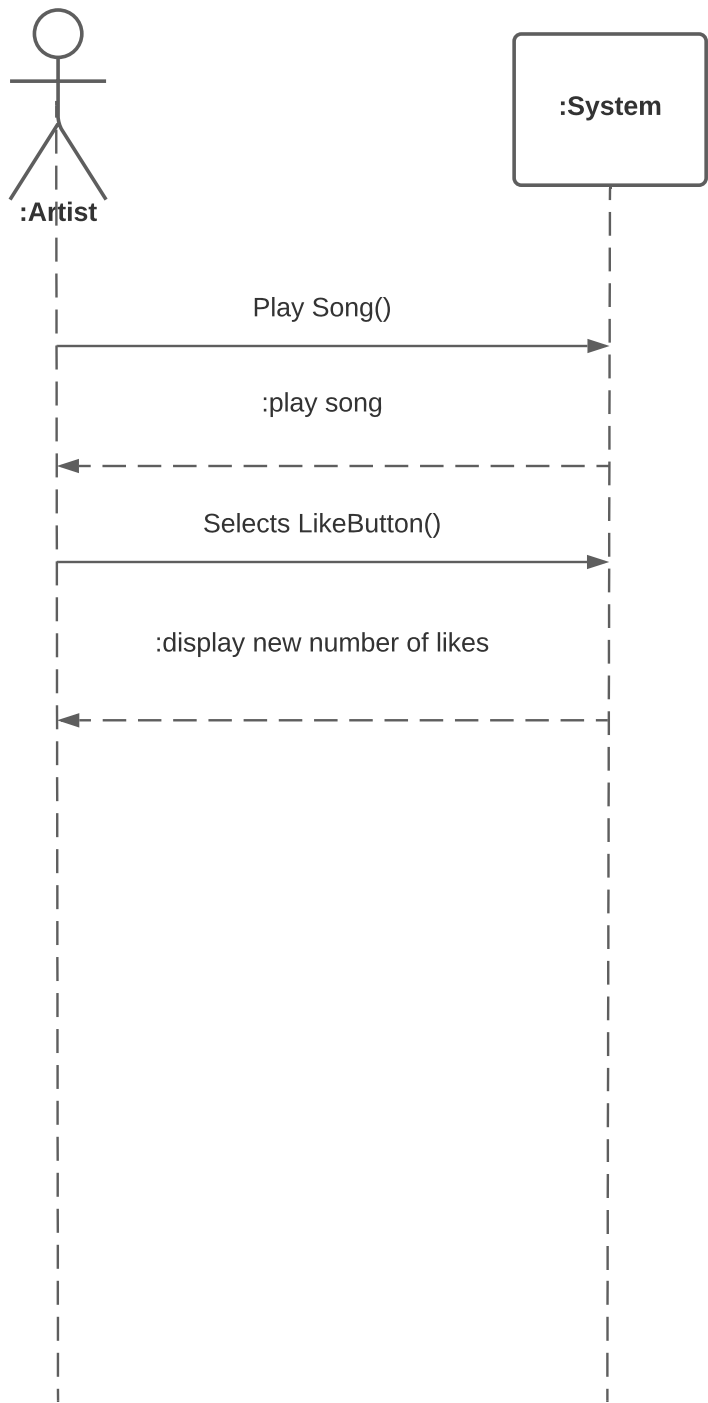 :System
:Artist
Play Song()
:play song
Selects LikeButton()
:display new number of likes